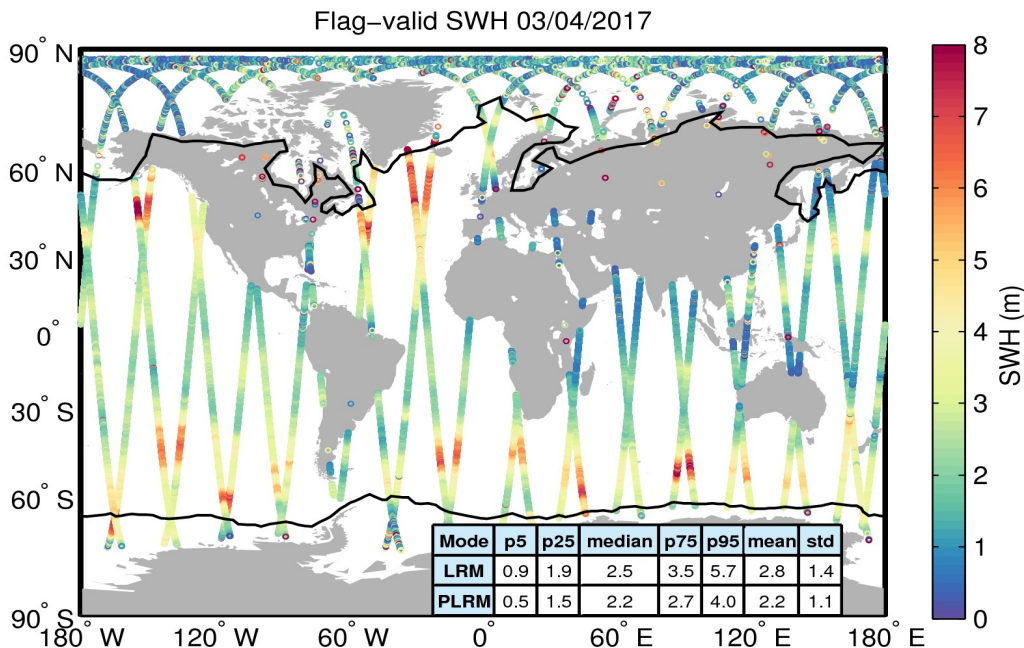 Flag−valid SWH 03/04/2017
90° N
60° N
30° N
0°
30° S
60° S
90° S
180° W 120° W 60° W 0° 60° E 120° E 180° E
Mode p5 p25 median p75 p95 mean std
LRM 0.9 1.9 2.5 3.5 5.7 2.8 1.4
PLRM 0.5 1.5 2.2 2.7 4.0 2.2 1.1
8
7
6
5
4
3
2
1
0
SWH (m)